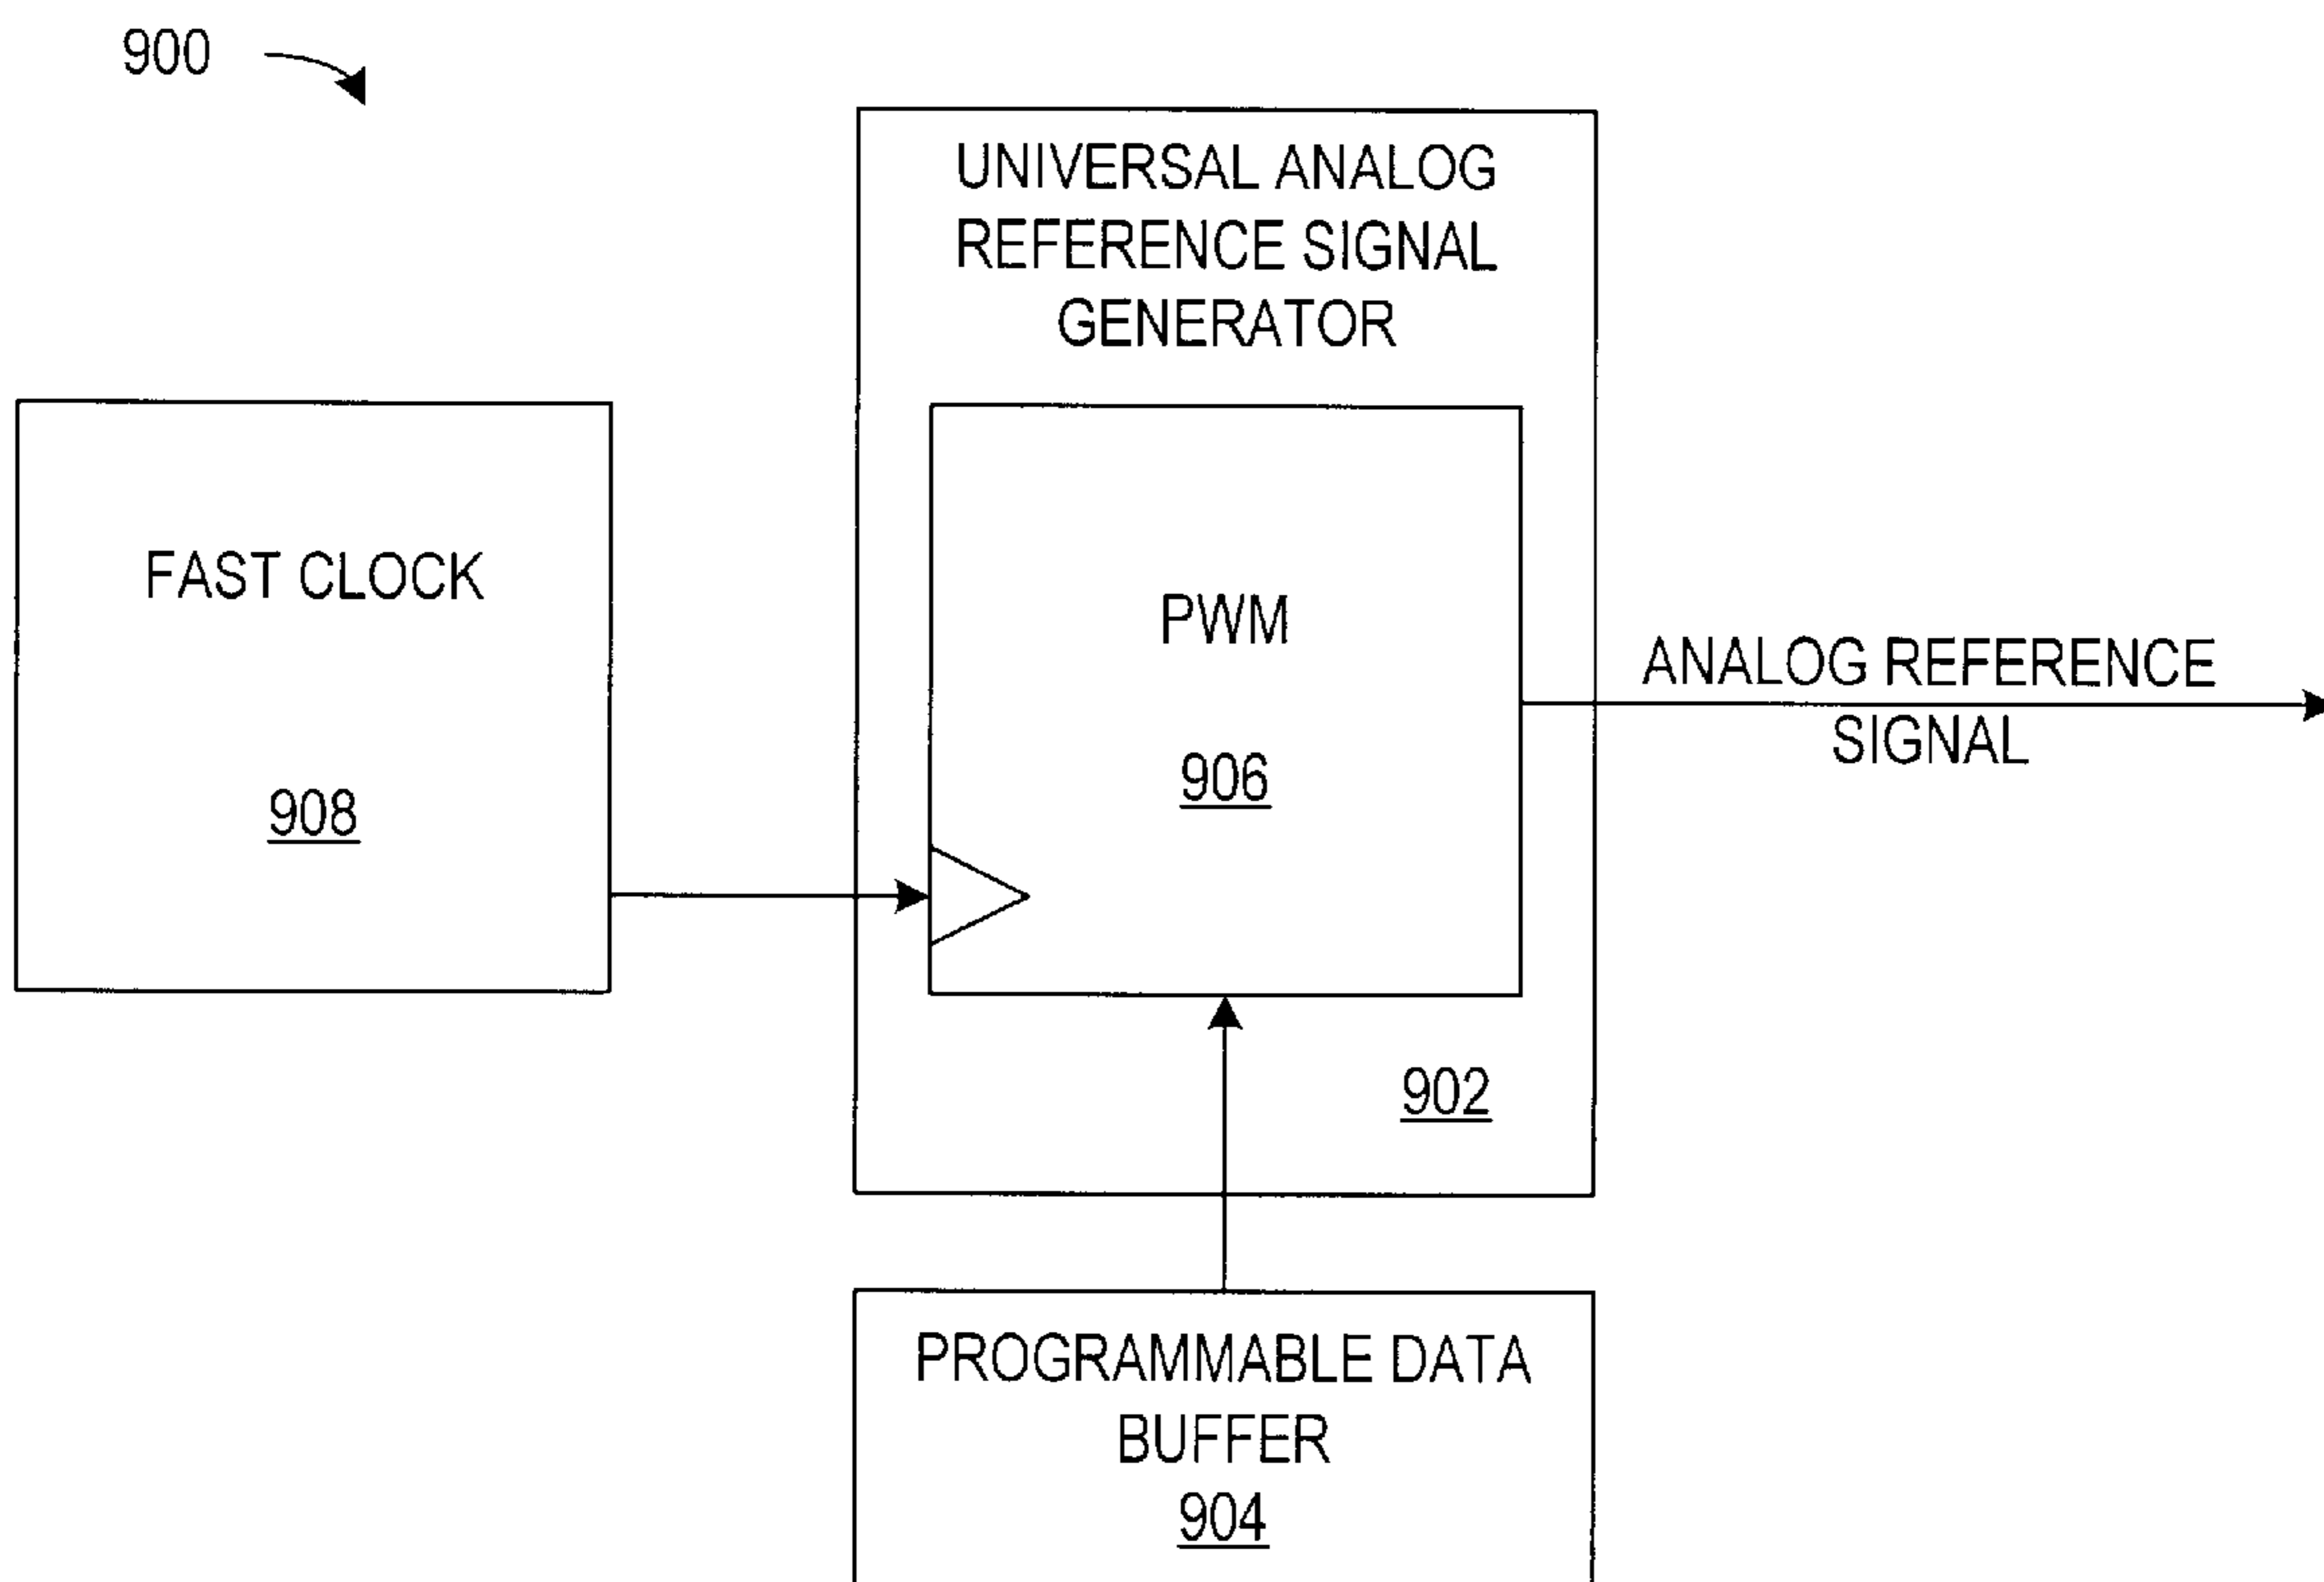 900
UNIVERSAL ANALOG
REFERENCE SIGNAL
GENERATOR
FAST CLOCK
908
PWM
906
ANALOG REFERENCE
SIGNAL
902
PROGRAMMABLE DATA
BUFFER
904